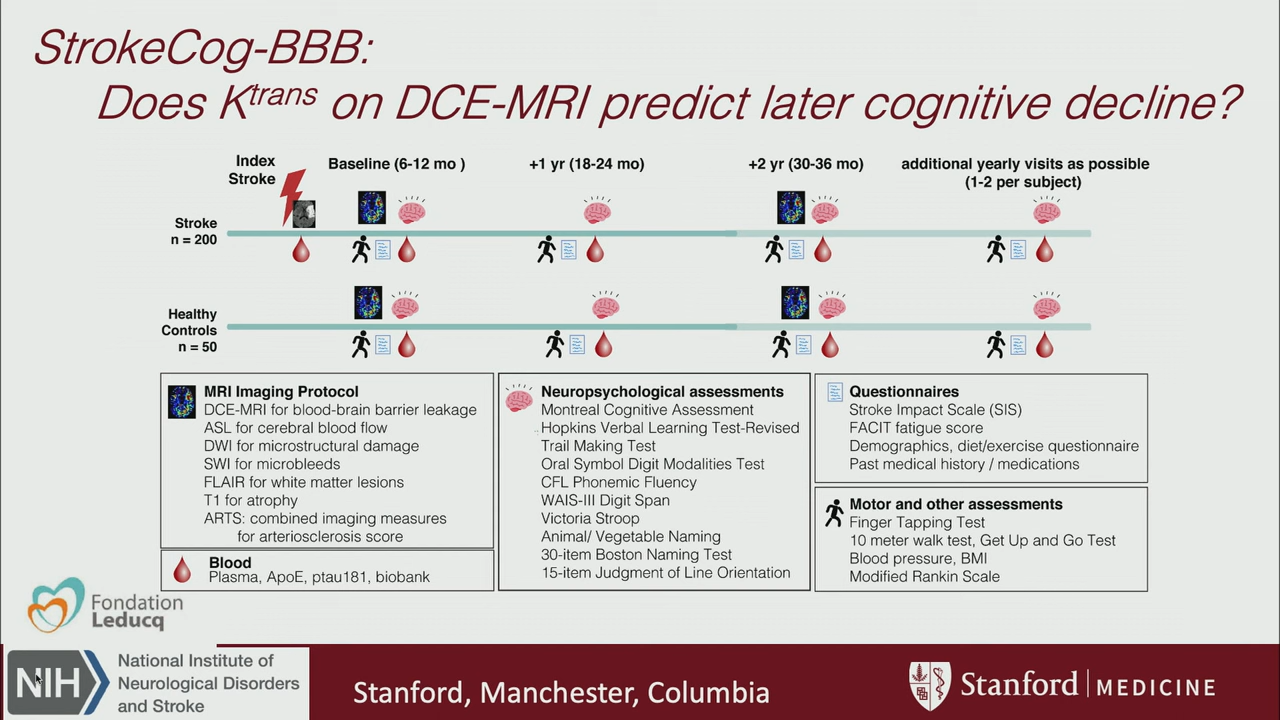 StrokeCog-BBB:
Does Ktrans on DCE-MRI predict later cognitive decline?
Index
Stroke
Baseline (6-12 mo )
+1 yr (18-24 mo)
+2 yr (30-36 mo)
additional yearly visits as possible
(1-2 per subject)
Stroke
n = 200
Healthy
Controls
n = 50
MRI Imaging Protocol
DCE-MRI for blood-brain barrier leakage
ASL for cerebral blood flow
DWI for microstructural damage
SWI for microbleeds
FLAIR for white matter lesions
T1 for atrophy
ARTS: combined imaging measures
for arteriosclerosis score
Blood
Plasma, ApoE, ptau181, biobank
Neuropsychological assessments
Montreal Cognitive Assessment
Hopkins Verbal Learning Test-Revised
Trail Making Test
Oral Symbol Digit Modalities Test
CFL Phonemic Fluency
WAIS-III Digit Span
Victoria Stroop
Animal/ Vegetable Naming
30-item Boston Naming Test
15-item Judgment of Line Orientation
Questionnaires
Stroke Impact Scale (SIS)
FACIT fatigue score
Demographics, diet/exercise questionnaire
Past medical history / medications
Motor and other assessments
Finger Tapping Test
10 meter walk test, Get Up and Go Test
Blood pressure, BMI
Modified Rankin Scale
Fondation
Leducq
NIH
National Institute of
Neurological Disorders
and Stroke
Stanford, Manchester, Columbia
Stanford MEDICINE